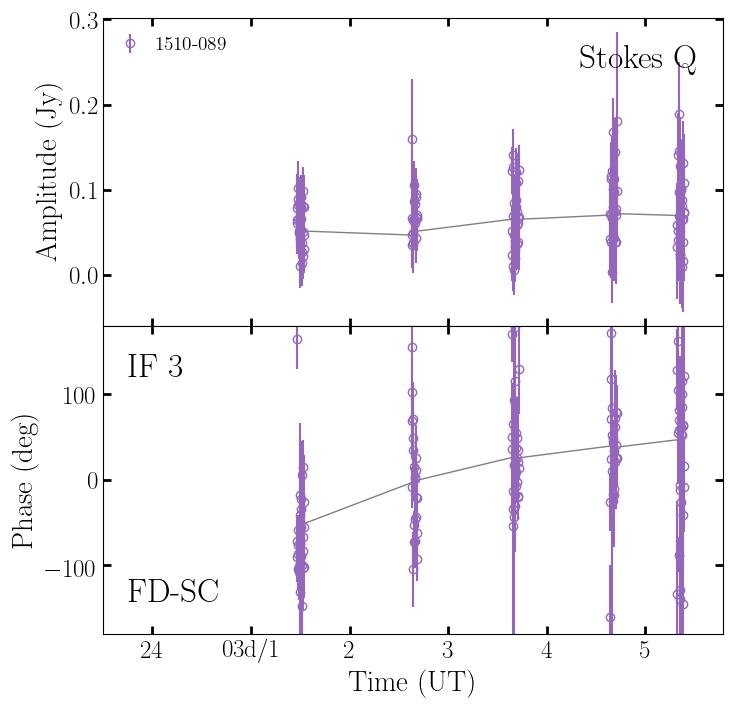 0.3
1510-089
Stokes Q
0.2
0.1
0.0
Amplitude (Jy)
IF 3
100
0
−100
Phase (deg)
FD-SC
24 03d/1 2 3 4 5
Time (UT)